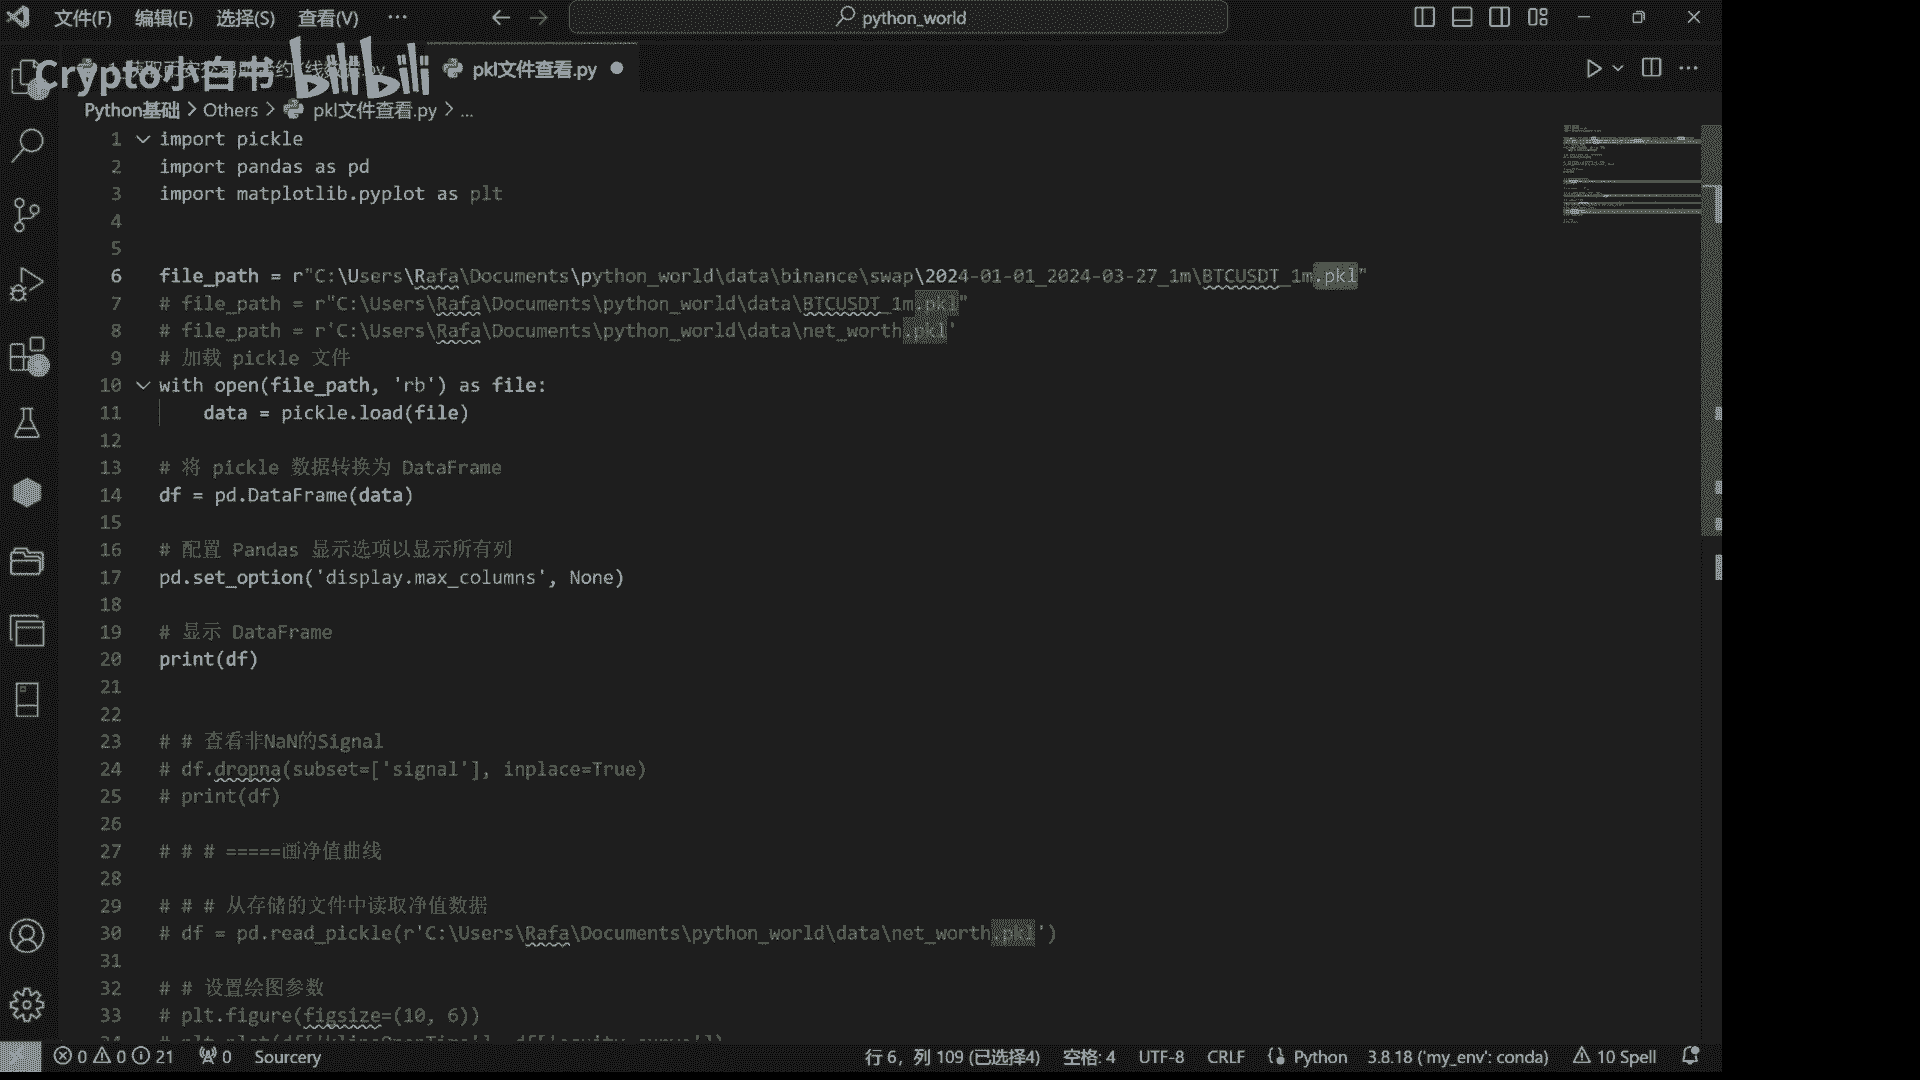 文件(F) 编辑(E) 选择(S) 查看(V) ··· python_world
Crypto小白书 bilibili
pkl文件查看.py
Python基础 > Others > pkl文件查看.py > ...
1 import pickle
2 import pandas as pd
3 import matplotlib.pyplot as plt
4
5
6 file_path = r"C:\Users\Rafa\Documents\python_world\data\binance\swap\2024-01-01_2024-03-27_1m\BTCUSDT_1m.pkl"
7 # file_path = r"C:\Users\Rafa\Documents\python_world\data\BTCUSDT_1m.pkl"
8 # file_path = r'C:\Users\Rafa\Documents\python_world\data\net_worth.pkl'
9 # 加载 pickle 文件
10 with open(file_path, 'rb') as file:
11 data = pickle.load(file)
12
13 # 将 pickle 数据转换为 DataFrame
14 df = pd.DataFrame(data)
15
16 # 配置 Pandas 显示选项以显示所有列
17 pd.set_option('display.max_columns', None)
18
19 # 显示 DataFrame
20 print(df)
21
22
23 # # 查看非NaN的Signal
24 # df.dropna(subset=['signal'], inplace=True)
25 # print(df)
26
27 # # # =====画净值曲线
28
29 # # # 从存储的文件中读取净值数据
30 # df = pd.read_pickle(r'C:\Users\Rafa\Documents\python_world\data\net_worth.pkl')
31
32 # # 设置绘图参数
33 # plt.figure(figsize=(10, 6))
0 0 21 0 Sourcery 行 6，列 109 (已选择4) 空格: 4 UTF-8 CRLF Python 3.8.18 ('my_env': conda) 10 Spell